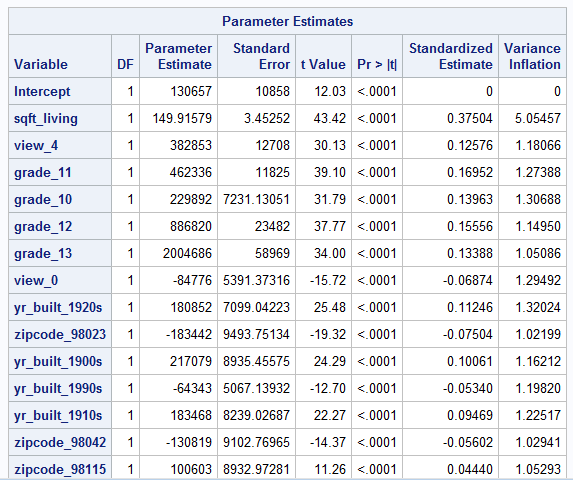 Parameter Estimates
Variable DF Parameter Estimate Standard Error t Value Pr > |t| Standardized Estimate Variance Inflation
Intercept 1 130657 10858 12.03 <.0001 0 0
sqft_living 1 149.91579 3.45252 43.42 <.0001 0.37504 5.05457
view_4 1 382853 12708 30.13 <.0001 0.12576 1.18066
grade_11 1 462336 11825 39.10 <.0001 0.16952 1.27388
grade_10 1 229892 7231.13051 31.79 <.0001 0.13963 1.30688
grade_12 1 886820 23482 37.77 <.0001 0.15556 1.14950
grade_13 1 2004686 58969 34.00 <.0001 0.13388 1.05086
view_0 1 -84776 5391.37316 -15.72 <.0001 -0.06874 1.29492
yr_built_1920s 1 180852 7099.04223 25.48 <.0001 0.11246 1.32024
zipcode_98023 1 -183442 9493.75134 -19.32 <.0001 -0.07504 1.02199
yr_built_1900s 1 217079 8935.45575 24.29 <.0001 0.10061 1.16212
yr_built_1990s 1 -64343 5067.13932 -12.70 <.0001 -0.05340 1.19820
yr_built_1910s 1 183468 8239.02687 22.27 <.0001 0.09469 1.22517
zipcode_98042 1 -130819 9102.76965 -14.37 <.0001 -0.05602 1.02941
zipcode_98115 1 100603 8932.97281 11.26 <.0001 0.04440 1.05293